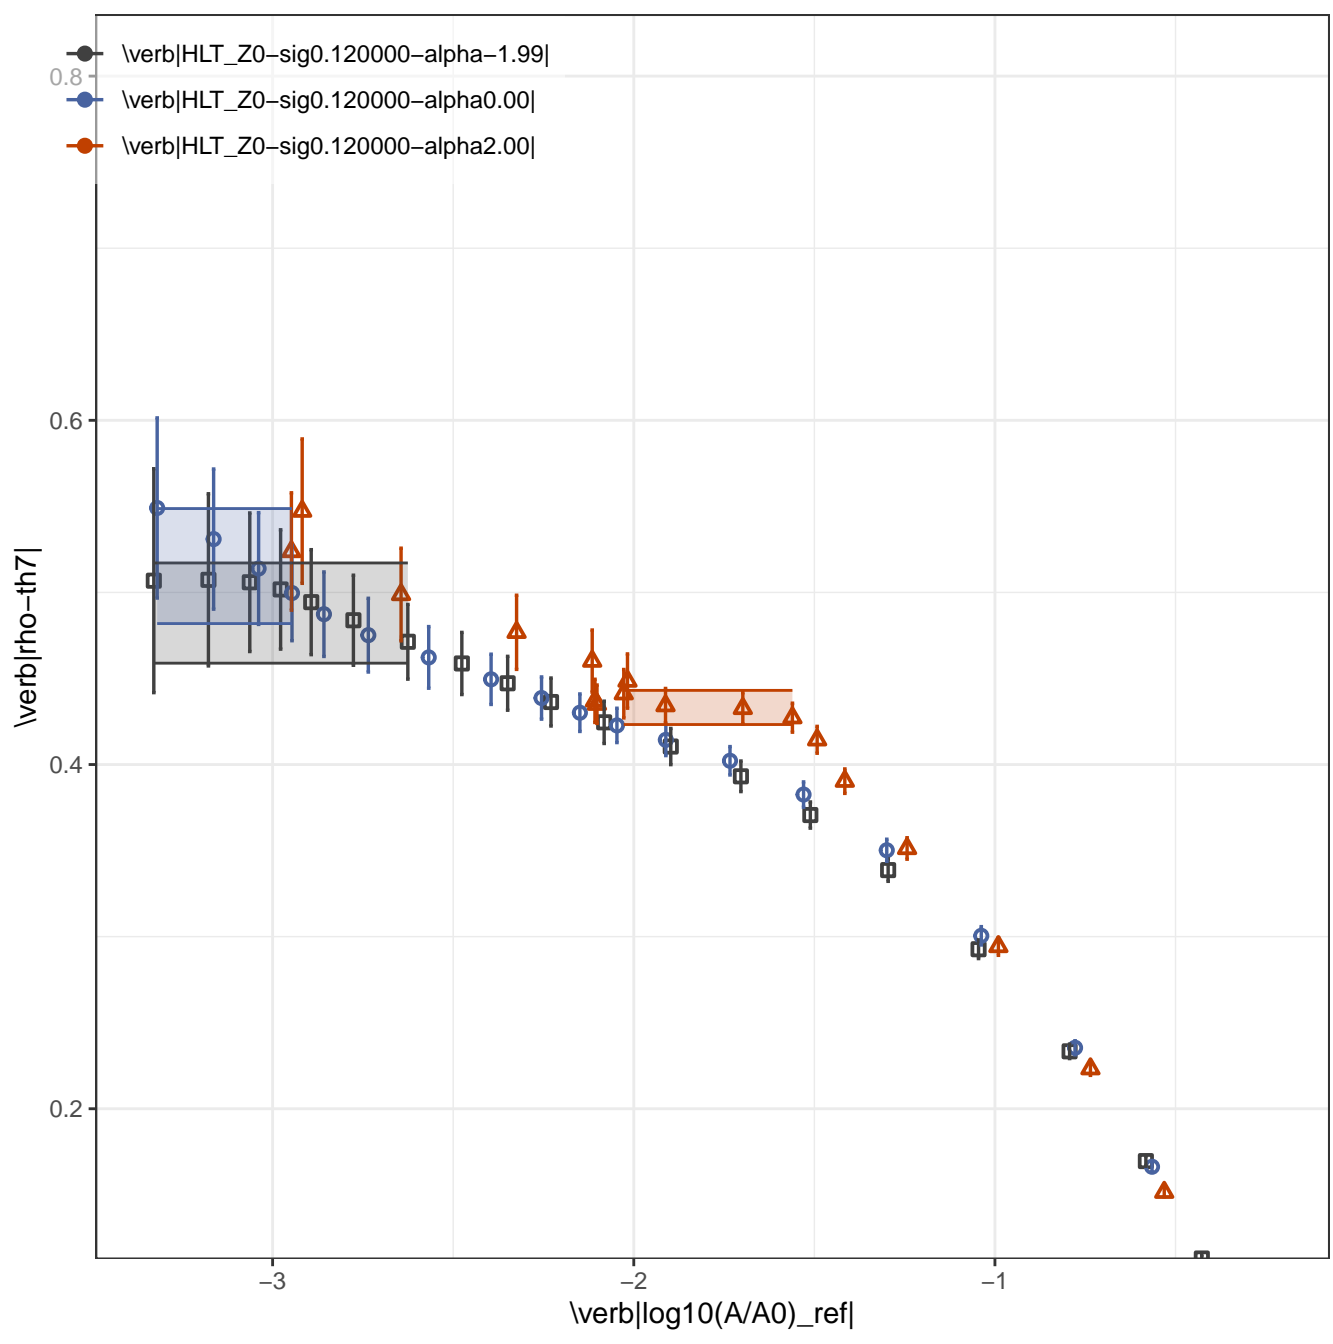 \verb|HLT_Z0−sig0.120000−alpha−1.99|
\verb|HLT_Z0−sig0.120000−alpha0.00|
\verb|HLT_Z0−sig0.120000−alpha2.00|
0.8
0.6
0.4
0.2
\verb|rho−th7|
−3 −2 −1
\verb|log10(A/A0)_ref|